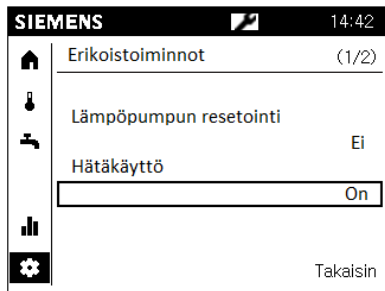 SIEMENS 14:42
Erikoistoiminnot (1/2)
Lämpöpumpun resetointi
Ei
Hätäkäyttö
On
Takaisin